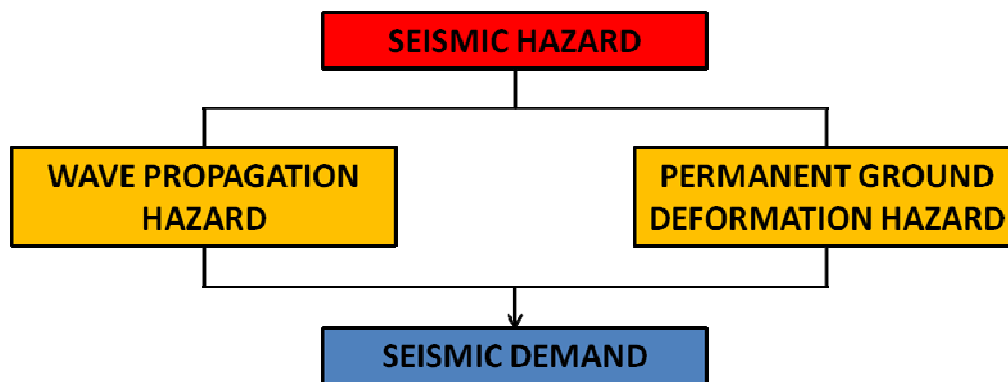 SEISMIC HAZARD
WAVE PROPAGATION
HAZARD
PERMANENT GROUND
DEFORMATION HAZARD
SEISMIC DEMAND